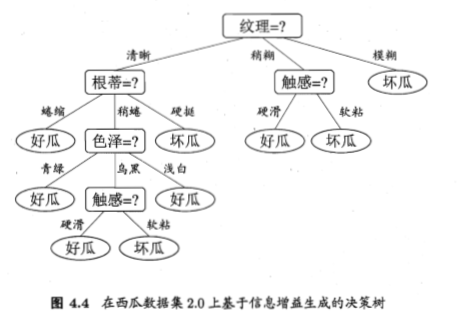 纹理=?
清晰 稍糊 模糊
根蒂=? 触感=? 坏瓜
蜷缩 稍蜷 硬挺 硬滑 软粘
好瓜 色泽=? 坏瓜 好瓜 坏瓜
青绿 乌黑 浅白
好瓜 触感=? 好瓜
硬滑 软粘
好瓜 坏瓜
图 4.4 在西瓜数据集2.0上基于信息增益生成的决策树